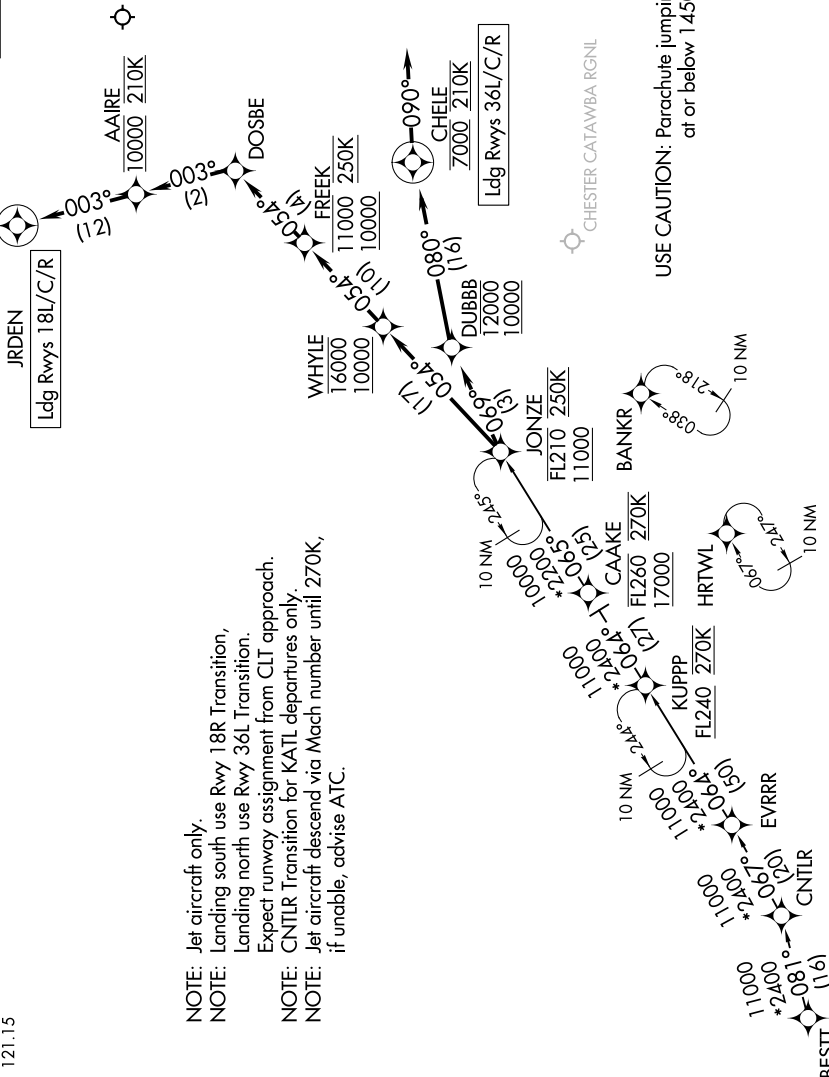 121.15
JRDEN
Ldg Rwys 18L/C/R
003°
(12)
AAIRE
10000 210K
003°
(2)
DOSBE
054°
(4)
FREEK
11000 250K
10000
054°
(10)
WHYLE
16000
10000
054°
(17)
090°
CHELE
7000 210K
Ldg Rwys 36L/C/R
080°
(16)
DUBBB
12000
10000
069°
(3)
JONZE
FL210 250K
11000
245°
10 NM
CHESTER CATAWBA RGNL
USE CAUTION: Parachute jumpin
at or below 1450
BANKR
038°
218°
10 NM
HRTWL
067°
247°
10 NM
10000
*2200
065°
(25)
CAAKE
FL260 270K
17000
11000
*2400
064°
(27)
KUPPP
FL240 270K
244°
10 NM
11000
*2400
064°
(50)
EVRRR
11000
*2400
067°
(20)
CNTLR
11000
*2400
081°
(16)
BESTT
NOTE: Jet aircraft only.
NOTE: Landing south use Rwy 18R Transition,
Landing north use Rwy 36L Transition.
Expect runway assignment from CLT approach.
NOTE: CNTLR Transition for KATL departures only.
NOTE: Jet aircraft descend via Mach number until 270K,
if unable, advise ATC.